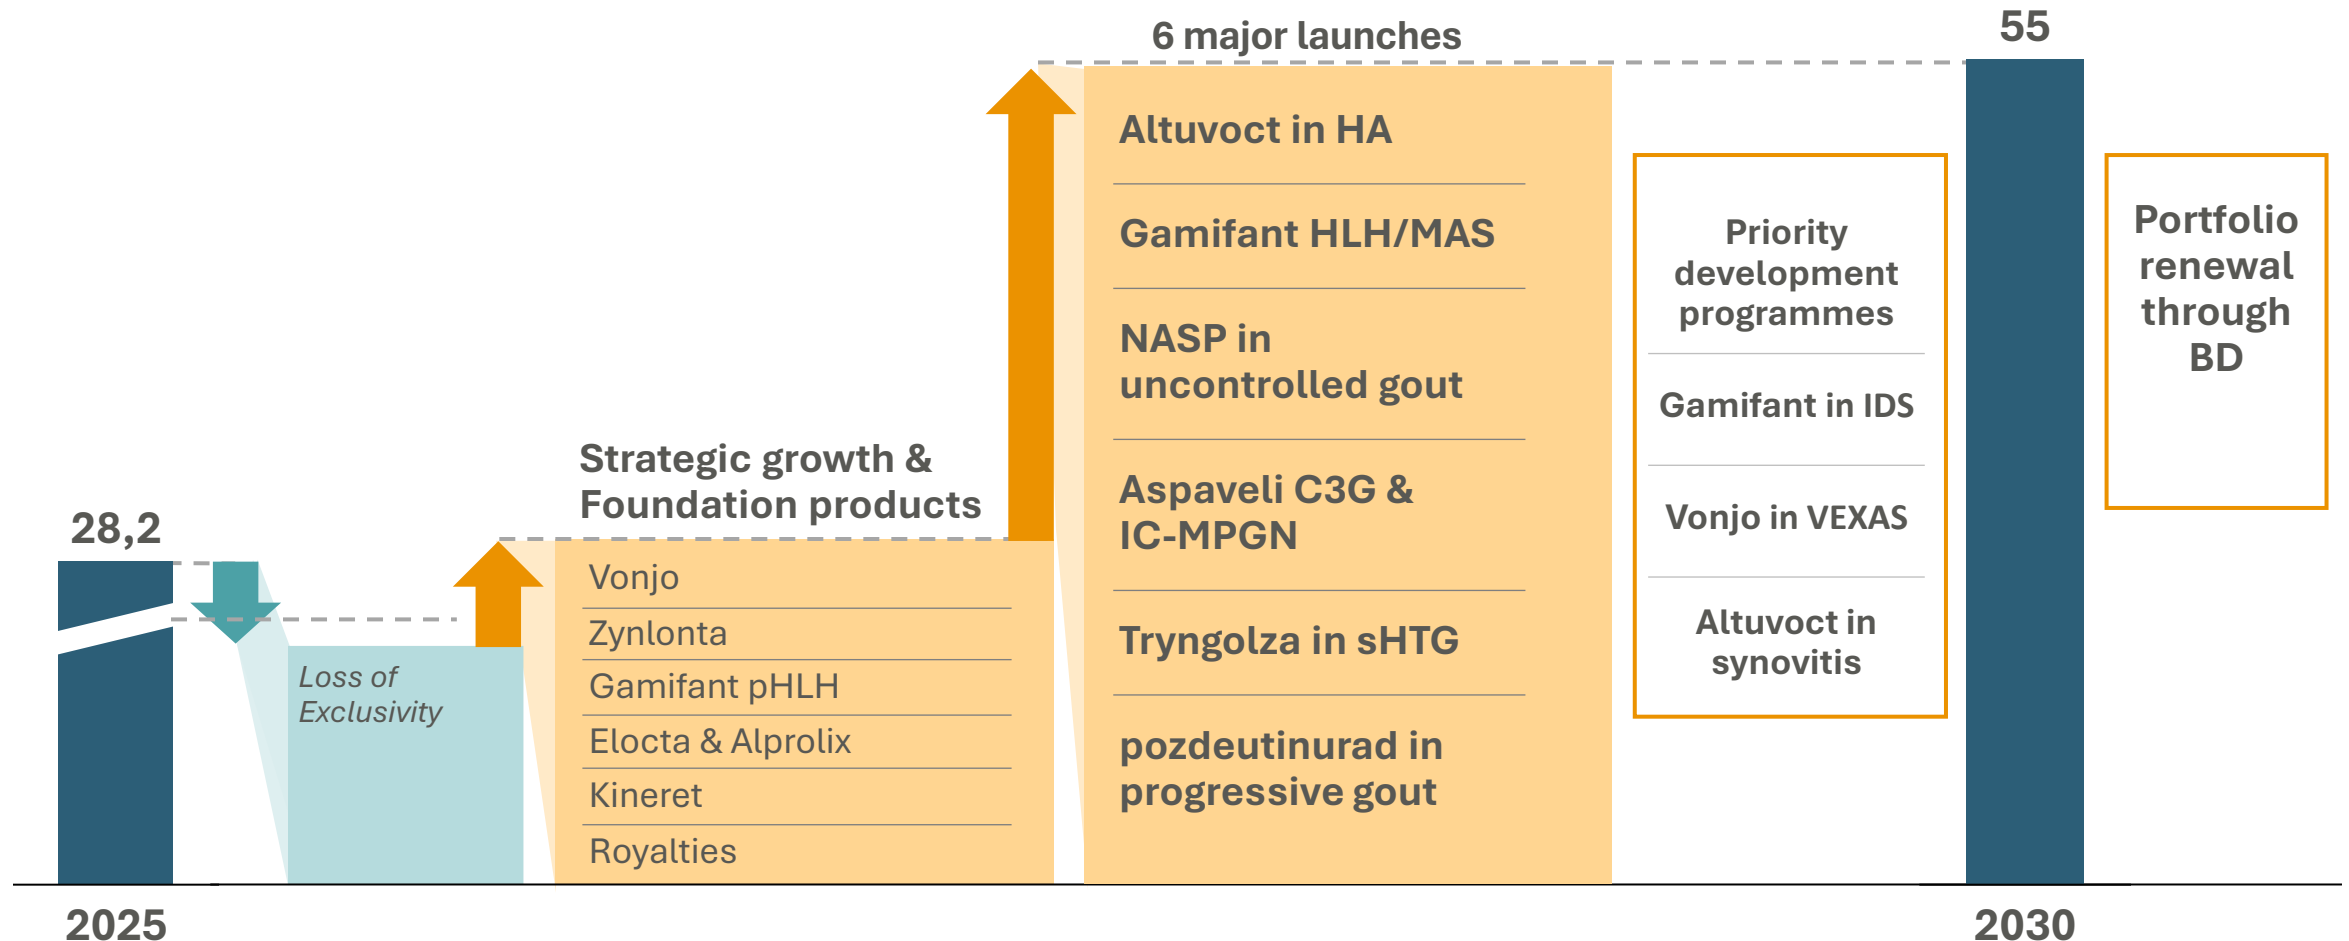 28,2
2025
Loss of
Exclusivity
Strategic growth &
Foundation products
Vonjo
Zynlonta
Gamifant pHLH
Elocta & Alprolix
Kineret
Royalties
6 major launches
Altuvoct in HA
Gamifant HLH/MAS
NASP in
uncontrolled gout
Aspaveli C3G &
IC-MPGN
Tryngolza in sHTG
pozdeutinurad in
progressive gout
Priority
development
programmes
Gamifant in IDS
Vonjo in VEXAS
Altuvoct in
synovitis
55
2030
Portfolio
renewal
through
BD